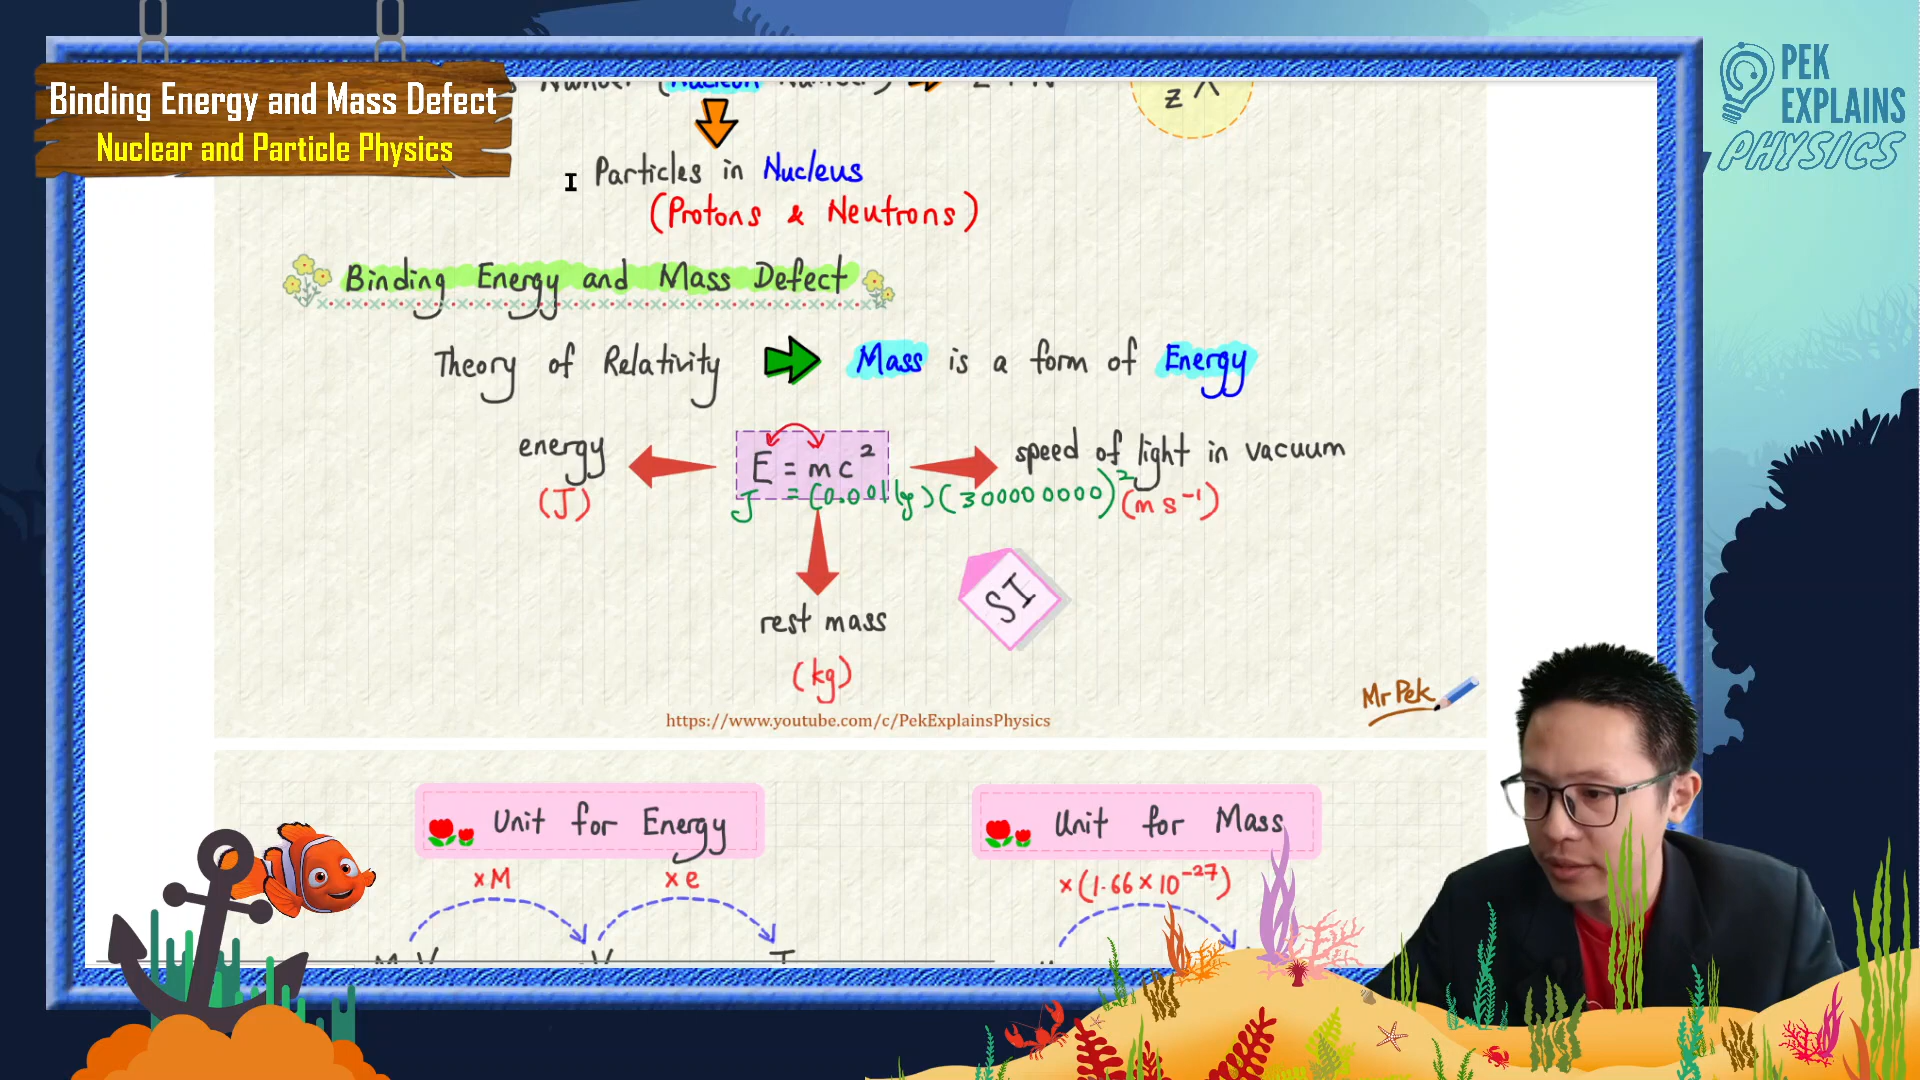 Binding Energy and Mass Defect
Nuclear and Particle Physics
PEK
EXPLAINS
PHYSICS
Number (Nucleon Number) Z + N
Z X
Particles in Nucleus
(Protons & Neutrons)
Binding Energy and Mass Defect
Theory of Relativity Mass is a form of Energy
energy E = mc² speed of light in vacuum
(J) J = (0.001 kg)(300000000)² (m s⁻¹)
SI
rest mass
(kg)
Mr Pek
https://www.youtube.com/c/PekExplainsPhysics
Unit for Energy Unit for Mass
×M ×e ×(1.66×10⁻²⁷)